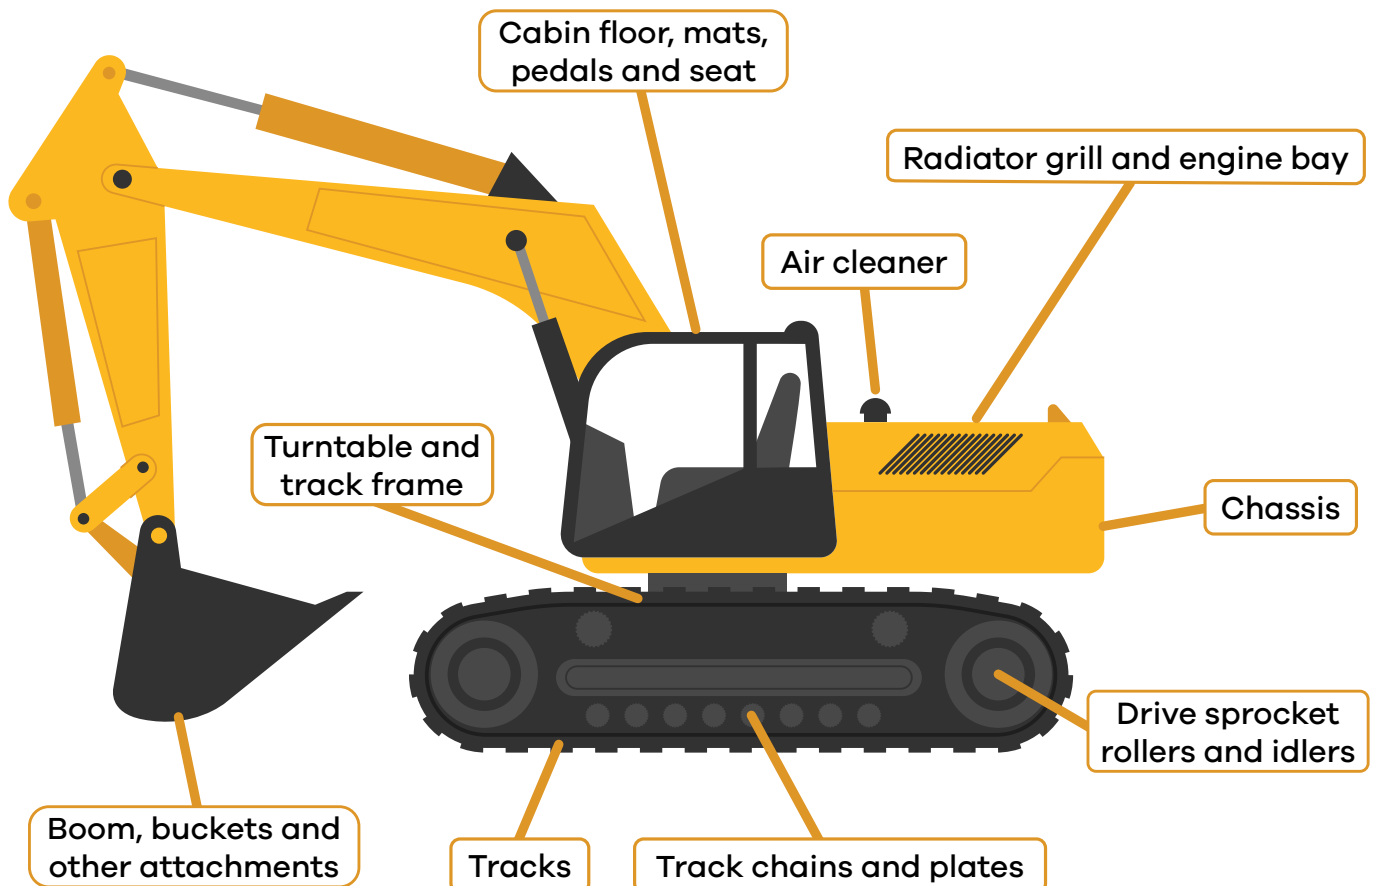 Cabin floor, mats,
pedals and seat
Radiator grill and engine bay
Air cleaner
Turntable and
track frame
Chassis
Drive sprocket
rollers and idlers
Boom, buckets and
other attachments
Tracks
Track chains and plates